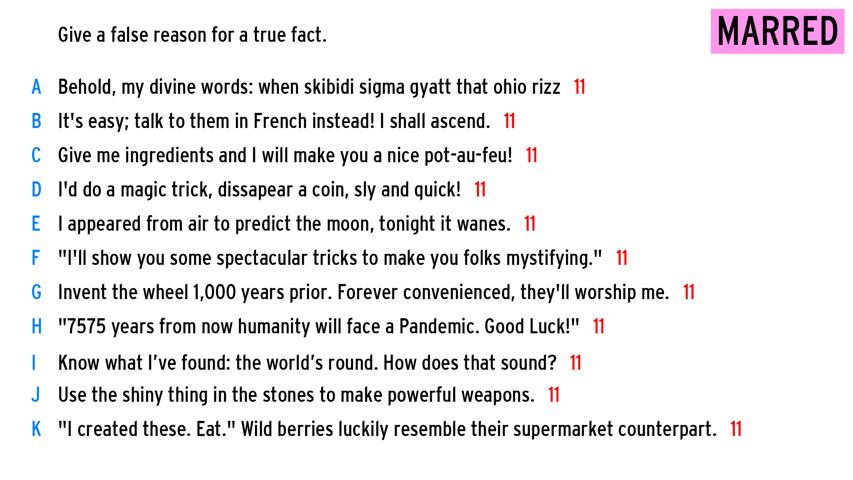 Give a false reason for a true fact.
MARRED
A Behold, my divine words: when skibidi sigma gyatt that ohio rizz 11
B It's easy; talk to them in French instead! I shall ascend. 11
C Give me ingredients and I will make you a nice pot-au-feu! 11
D I'd do a magic trick, dissapear a coin, sly and quick! 11
E I appeared from air to predict the moon, tonight it wanes. 11
F "I'll show you some spectacular tricks to make you folks mystifying." 11
G Invent the wheel 1,000 years prior. Forever convenienced, they'll worship me. 11
H "7575 years from now humanity will face a Pandemic. Good Luck!" 11
I Know what I’ve found: the world’s round. How does that sound? 11
J Use the shiny thing in the stones to make powerful weapons. 11
K "I created these. Eat." Wild berries luckily resemble their supermarket counterpart. 11